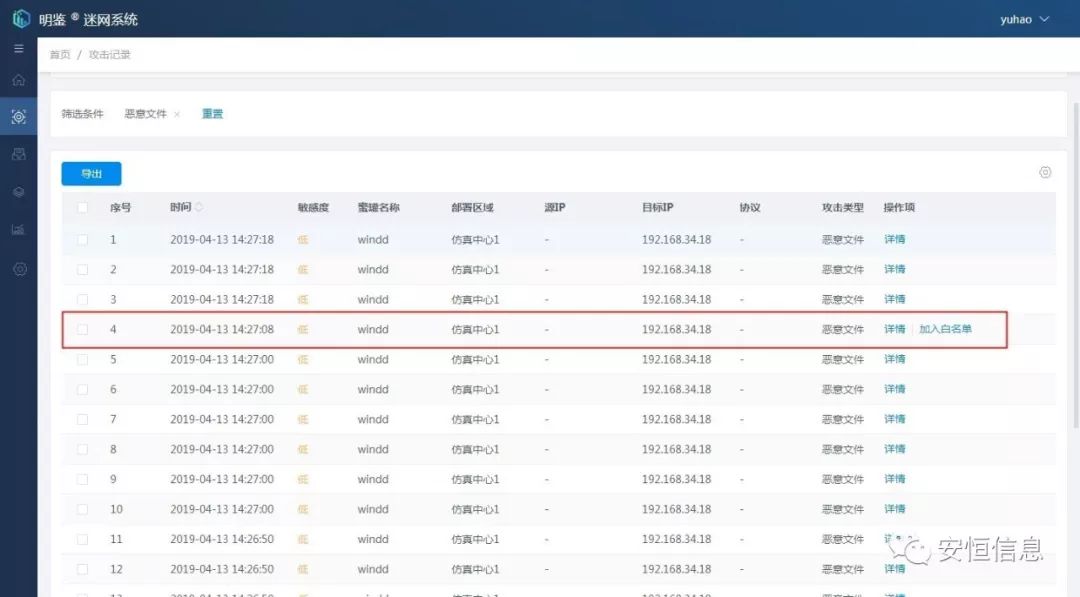 明鉴 ® 迷网系统
yuhao
首页 / 攻击记录
筛选条件 恶意文件 × 重置
导出
序号 时间 敏感度 蜜罐名称 部署区域 源IP 目标IP 协议 攻击类型 操作项
1 2019-04-13 14:27:18 低 windd 仿真中心1 - 192.168.34.18 - 恶意文件 详情
2 2019-04-13 14:27:18 低 windd 仿真中心1 - 192.168.34.18 - 恶意文件 详情
3 2019-04-13 14:27:18 低 windd 仿真中心1 - 192.168.34.18 - 恶意文件 详情
4 2019-04-13 14:27:08 低 windd 仿真中心1 - 192.168.34.18 - 恶意文件 详情 | 加入白名单
5 2019-04-13 14:27:00 低 windd 仿真中心1 - 192.168.34.18 - 恶意文件 详情
6 2019-04-13 14:27:00 低 windd 仿真中心1 - 192.168.34.18 - 恶意文件 详情
7 2019-04-13 14:27:00 低 windd 仿真中心1 - 192.168.34.18 - 恶意文件 详情
8 2019-04-13 14:27:00 低 windd 仿真中心1 - 192.168.34.18 - 恶意文件 详情
9 2019-04-13 14:27:00 低 windd 仿真中心1 - 192.168.34.18 - 恶意文件 详情
10 2019-04-13 14:27:00 低 windd 仿真中心1 - 192.168.34.18 - 恶意文件 详情
11 2019-04-13 14:26:50 低 windd 仿真中心1 - 192.168.34.18 - 恶意文件
安恒信息
12 2019-04-13 14:26:50 低 windd 仿真中心1 - 192.168.34.18 - 恶意文件 详情